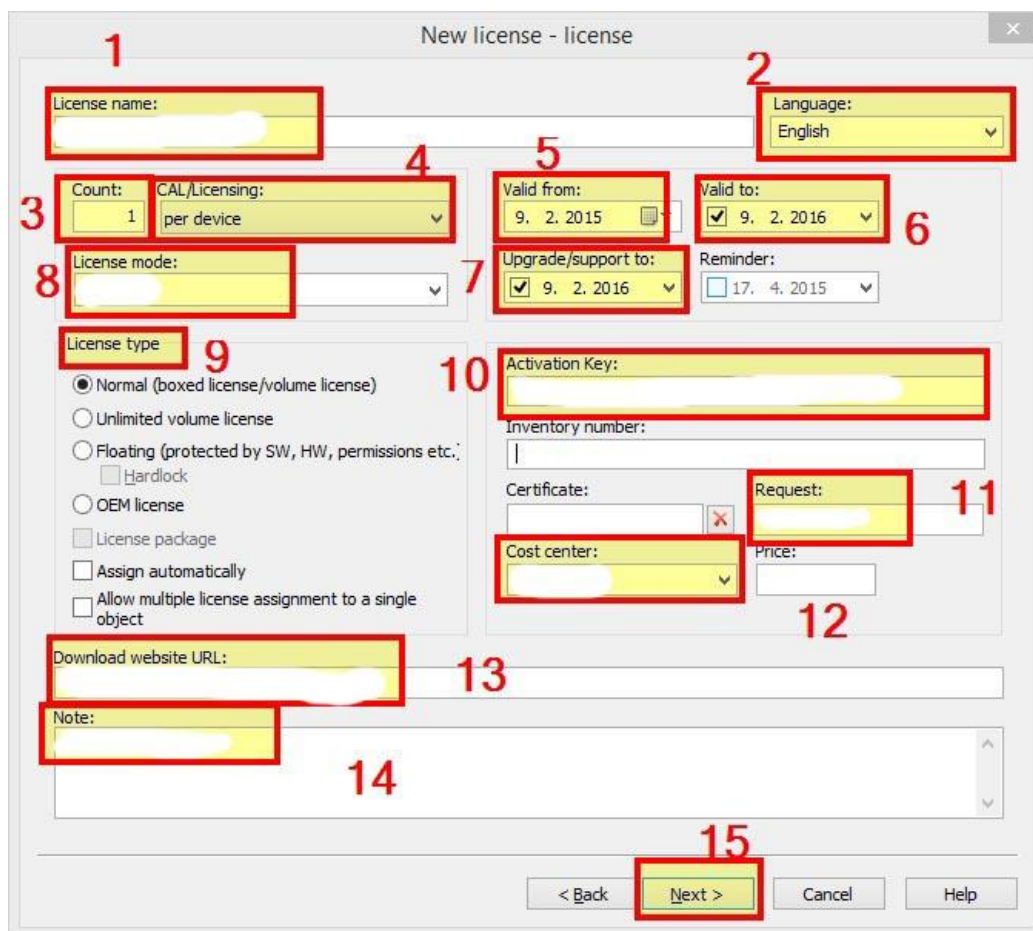 New license - license
1
2
License name:
Language:
English
3
4
5
6
Count:
CAL/Licensing:
Valid from:
Valid to:
1
per device
9. 2. 2015
9. 2. 2016
8
7
License mode:
Upgrade/support to:
Reminder:
9. 2. 2016
17. 4. 2015
License type
9
Normal (boxed license/volume license)
Unlimited volume license
Floating (protected by SW, HW, permissions etc.)
Hardlock
OEM license
License package
Assign automatically
Allow multiple license assignment to a single
object
10
Activation Key:
Inventory number:
Certificate:
Request:
11
Cost center:
Price:
12
Download website URL:
13
Note:
14
15
< Back
Next >
Cancel
Help